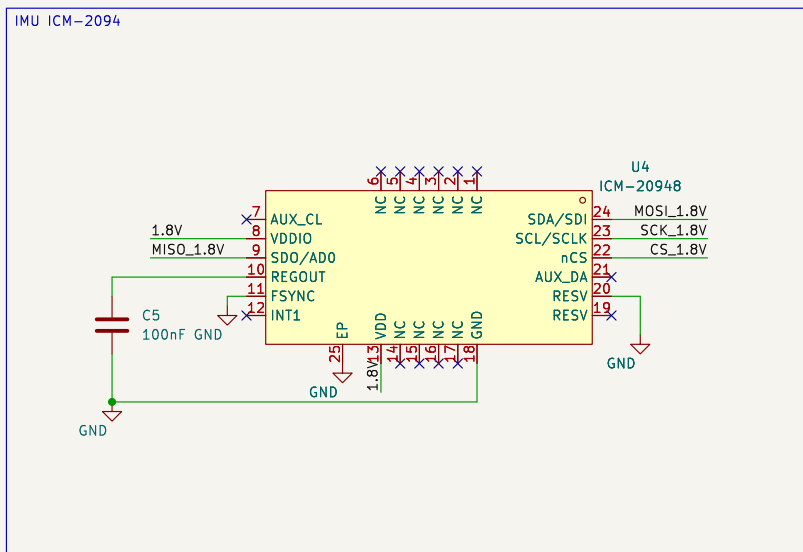 IMU ICM-2094
U4
ICM-20948
6 5 4 3 2 1
NC NC NC NC NC NC
7 AUX_CL
1.8V 8 VDDIO
MISO_1.8V 9 SDO/AD0
10 REGOUT
11 FSYNC
12 INT1
SDA/SDI 24 MOSI_1.8V
SCL/SCLK 23 SCK_1.8V
nCS 22 CS_1.8V
AUX_DA 21
RESV 20
RESV 19
C5
100nF
GND
EP VDD NC NC NC NC GND
25 13 14 15 16 17 18
1.8V
GND
GND
GND